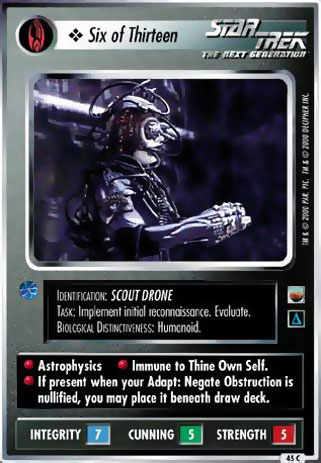 ❖ Six of Thirteen
STAR TREK
THE NEXT GENERATION
TM & © 2000 PAR. PIC. TM & © 2000 DECIPHER INC.
IDENTIFICATION: SCOUT DRONE
TASK: Implement initial reconnaissance. Evaluate.
BIOLOGICAL DISTINCTIVENESS: Humanoid.
Astrophysics
Immune to Thine Own Self.
If present when your Adapt: Negate Obstruction is
nullified, you may place it beneath draw deck.
INTEGRITY 7 CUNNING 5 STRENGTH 5
45 C